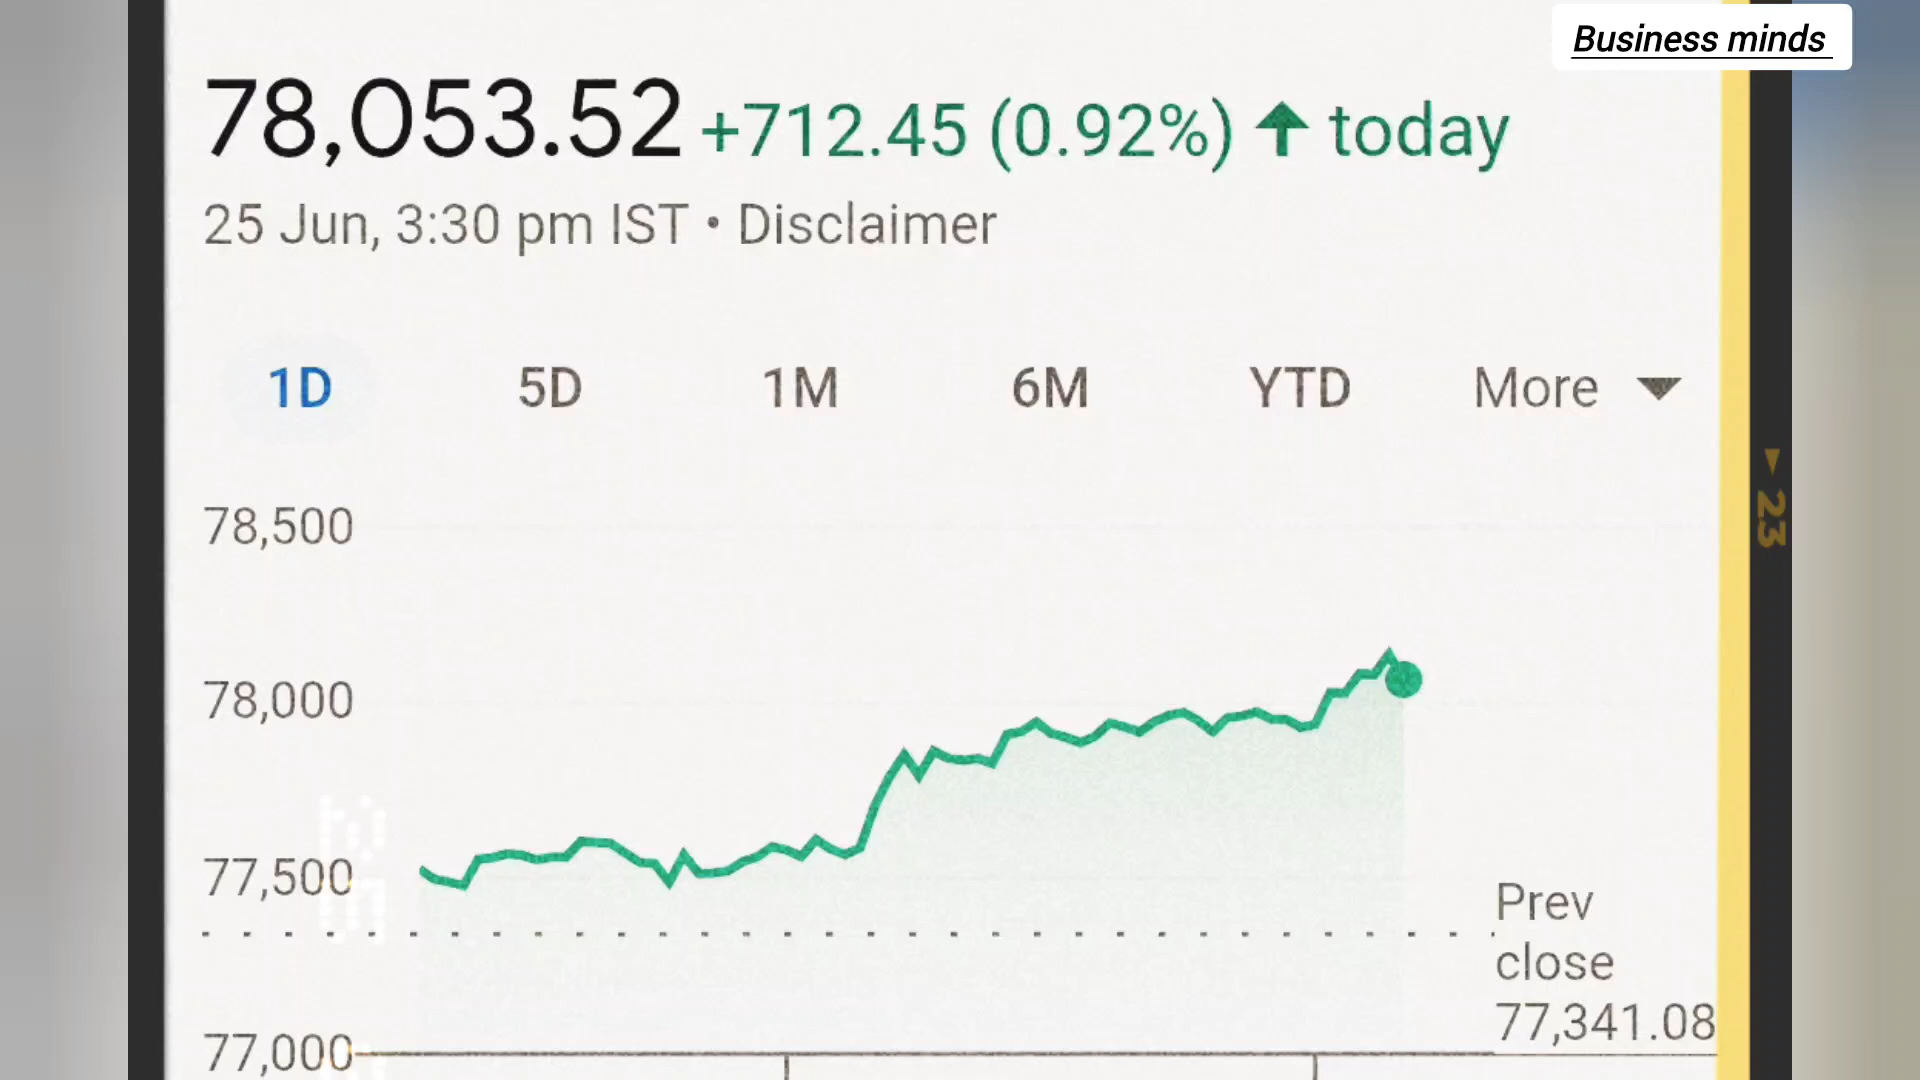 Business minds
78,053.52 +712.45 (0.92%) ↑ today
25 Jun, 3:30 pm IST • Disclaimer
1D 5D 1M 6M YTD More
78,500
78,000
77,500
77,000
Prev
close
77,341.08
23